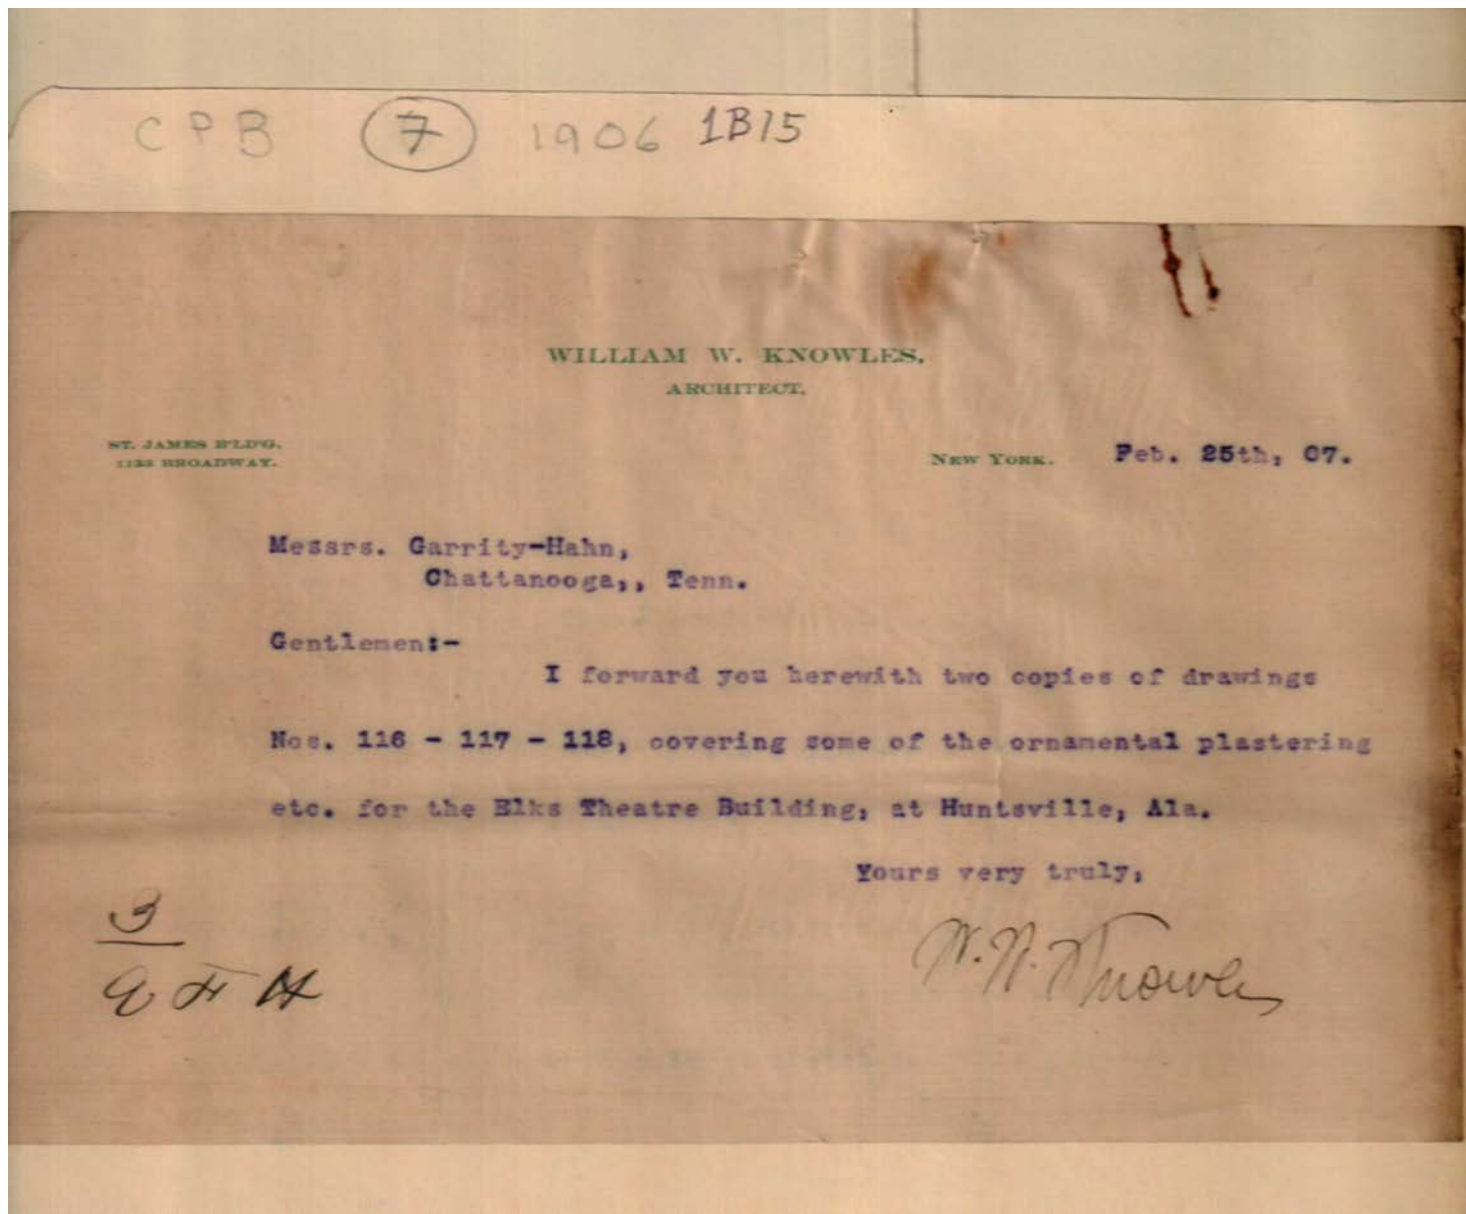 CPB 7 1906 1B15
WILLIAM W. KNOWLES,
ARCHITECT,
ST. JAMES B'LD'G,
1133 BROADWAY.
NEW YORK. Feb. 25th, 07.
Messrs. Garrity-Hahn,
Chattanooga,, Tenn.
Gentlemen:-
I forward you herewith two copies of drawings
Nos. 116 - 117 - 118, covering some of the ornamental plastering
etc. for the Elks Theatre Building, at Huntsville, Ala.
Yours very truly,
3
W. W. Knowles